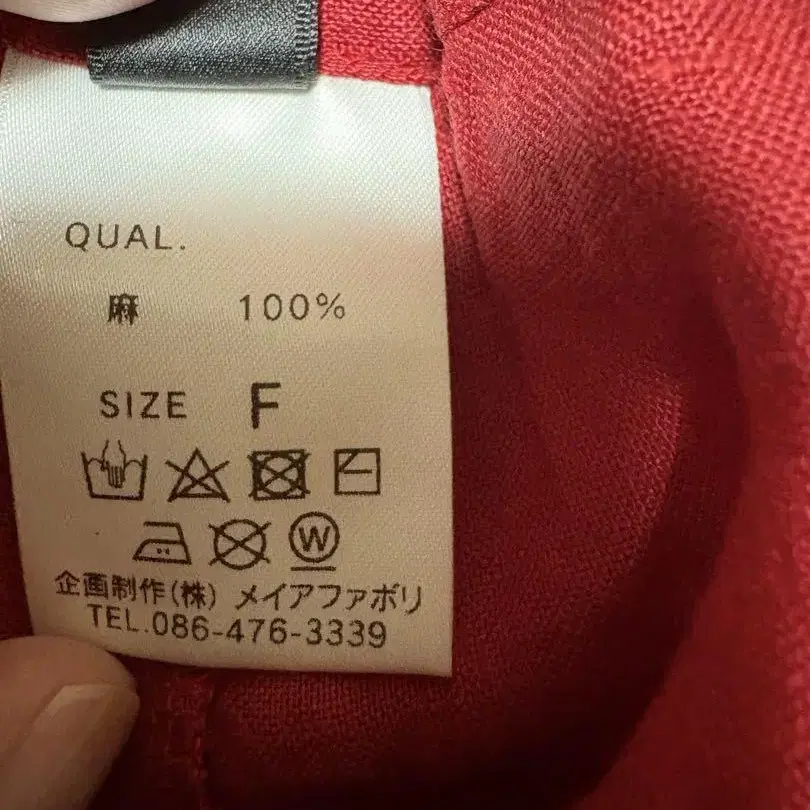 QUAL.
麻 100%
SIZE F
W
企画制作(株) メイアファボリ
TEL.086-476-3339